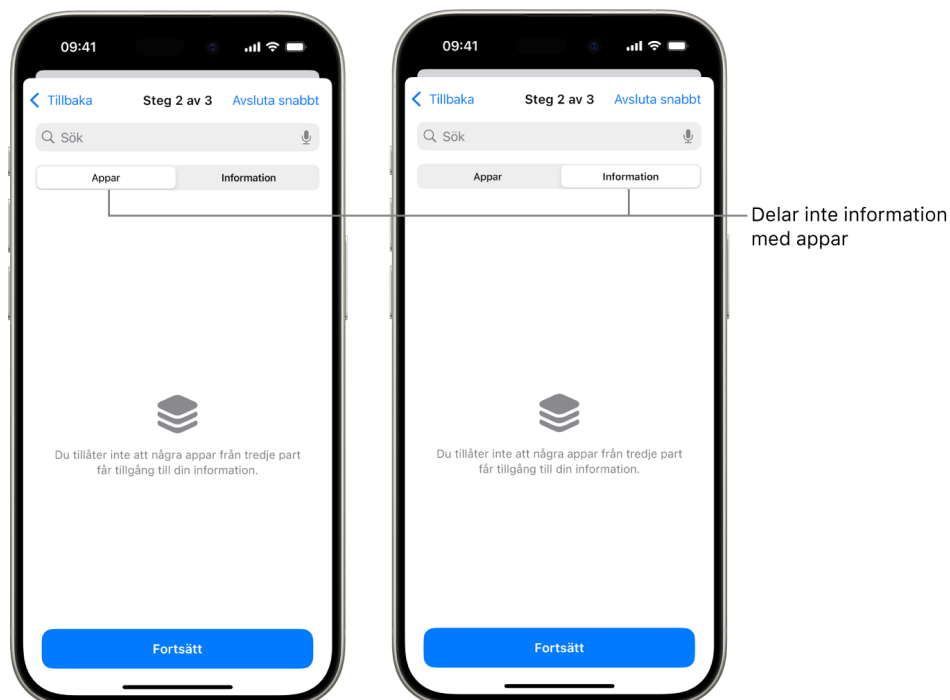 09:41
Tillbaka Steg 2 av 3 Avsluta snabbt
Sök
Appar Information
Du tillåter inte att några appar från tredje part
får tillgång till din information.
Fortsätt
09:41
Tillbaka Steg 2 av 3 Avsluta snabbt
Sök
Appar Information
Du tillåter inte att några appar från tredje part
får tillgång till din information.
Fortsätt
Delar inte information
med appar